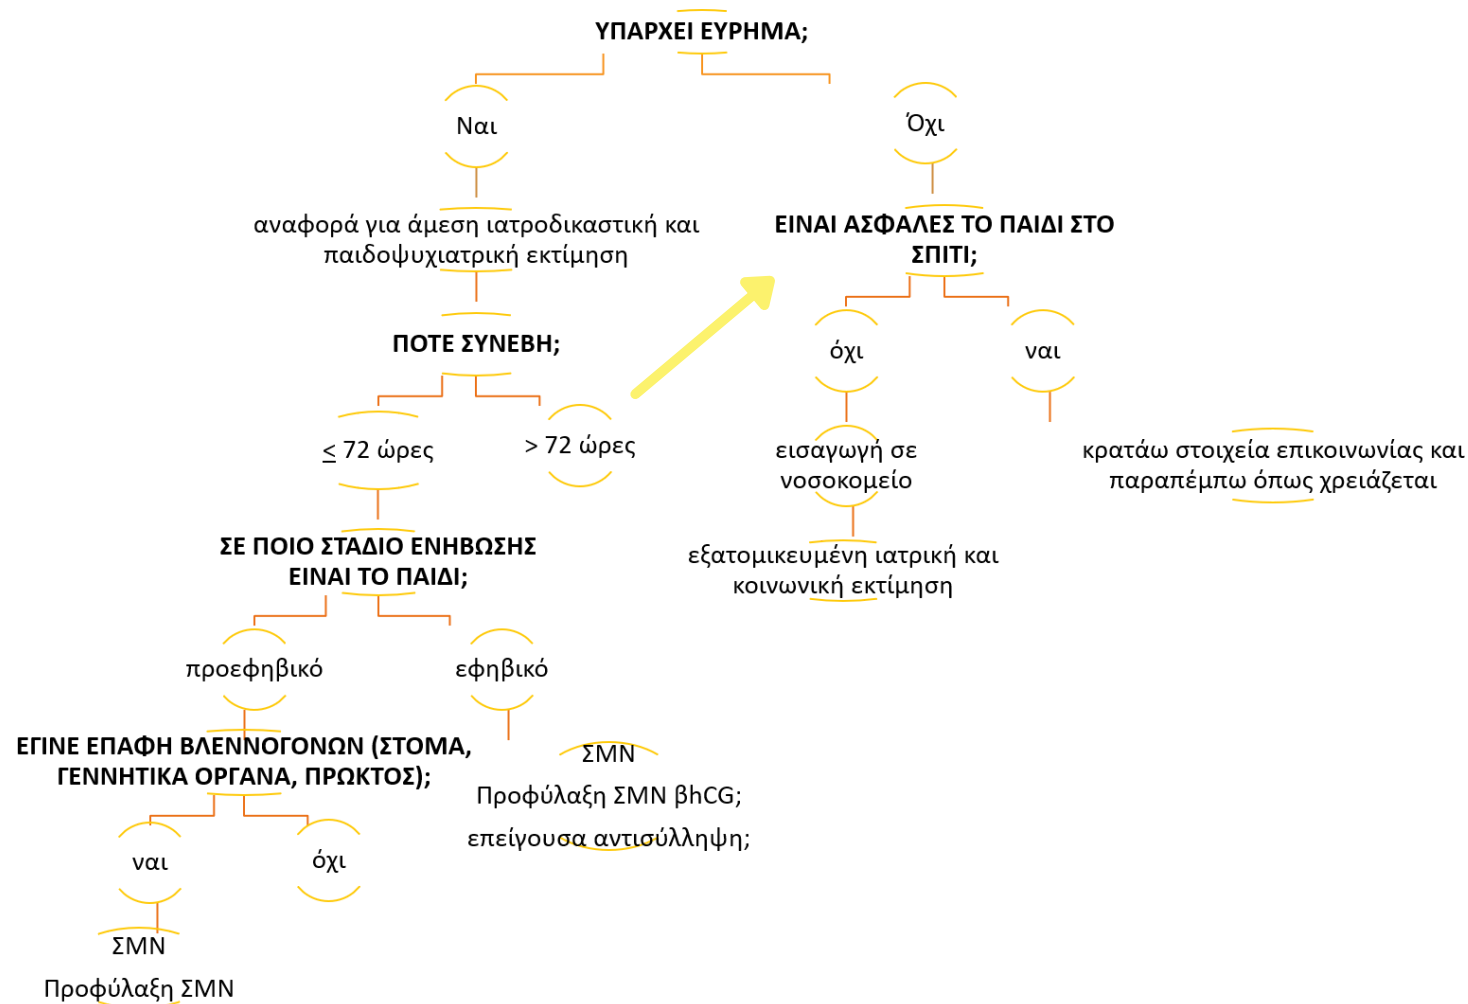 ΥΠΑΡΧΕΙ ΕΥΡΗΜΑ;
Ναι
Όχι
αναφορά για άμεση ιατροδικαστική και
παιδοψυχιατρική εκτίμηση
ΕΙΝΑΙ ΑΣΦΑΛΕΣ ΤΟ ΠΑΙΔΙ ΣΤΟ
ΣΠΙΤΙ;
ΠΟΤΕ ΣΥΝΕΒΗ;
όχι
ναι
≤ 72 ώρες
> 72 ώρες
εισαγωγή σε
νοσοκομείο
κρατάω στοιχεία επικοινωνίας και
παραπέμπω όπως χρειάζεται
ΣΕ ΠΟΙΟ ΣΤΑΔΙΟ ΕΝΗΒΩΣΗΣ
ΕΙΝΑΙ ΤΟ ΠΑΙΔΙ;
εξατομικευμένη ιατρική και
κοινωνική εκτίμηση
προεφηβικό
εφηβικό
ΕΓΙΝΕ ΕΠΑΦΗ ΒΛΕΝΝΟΓΟΝΩΝ (ΣΤΟΜΑ,
ΓΕΝΝΗΤΙΚΑ ΟΡΓΑΝΑ, ΠΡΩΚΤΟΣ);
ΣΜΝ
Προφύλαξη ΣΜΝ βhCG;
επείγουσα αντισύλληψη;
ναι
όχι
ΣΜΝ
Προφύλαξη ΣΜΝ